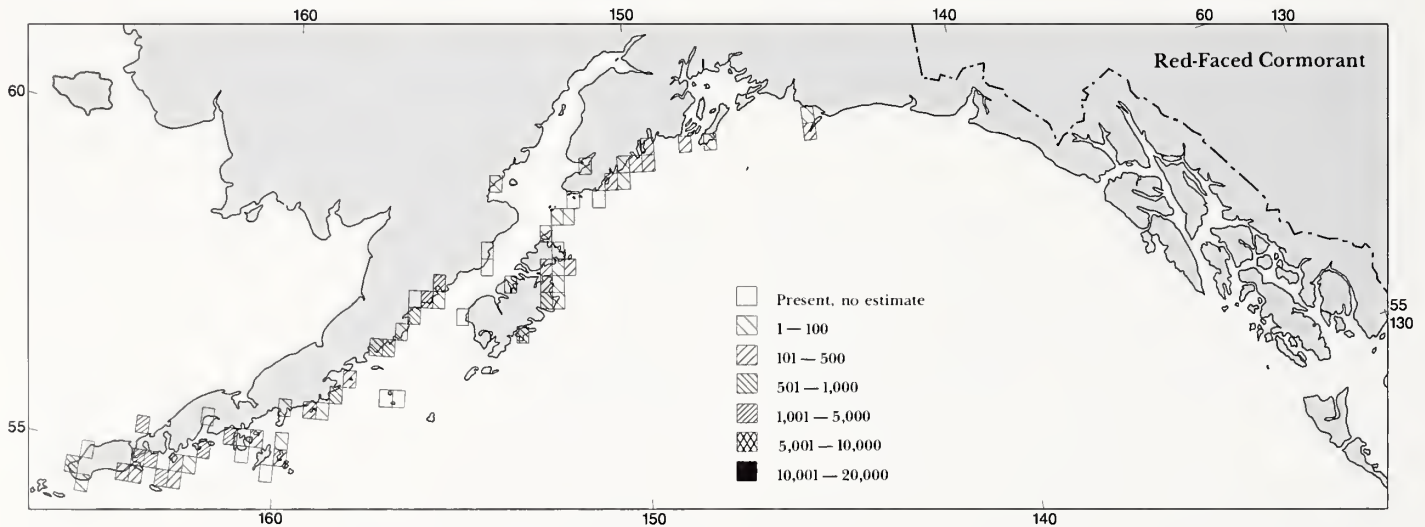 160 150 140 60 130
Red-Faced Cormorant
60
55
130
Present, no estimate
1 — 100
101 — 500
501 — 1,000
1,001 — 5,000
5,001 — 10,000
10,001 — 20,000
55
160 150 140